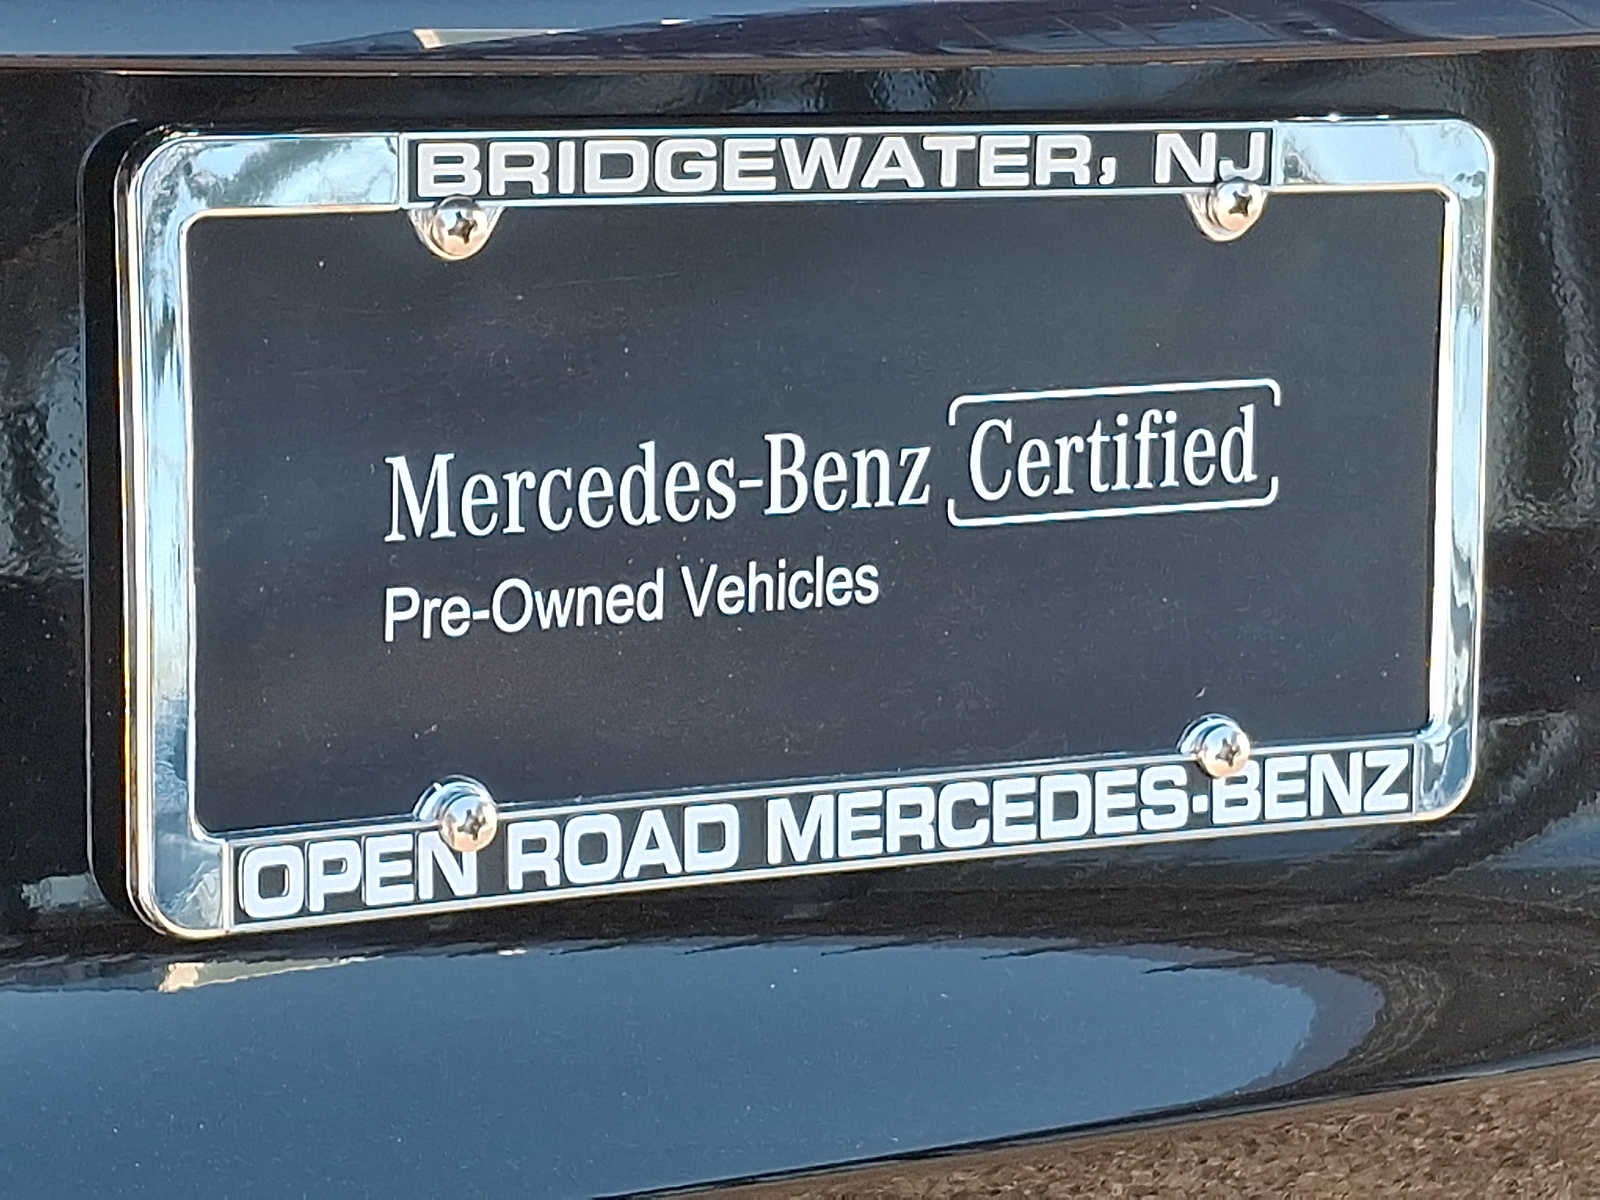 BRIDGEWATER, NJ
Mercedes-Benz Certified
Pre-Owned Vehicles
OPEN ROAD MERCEDES-BENZ